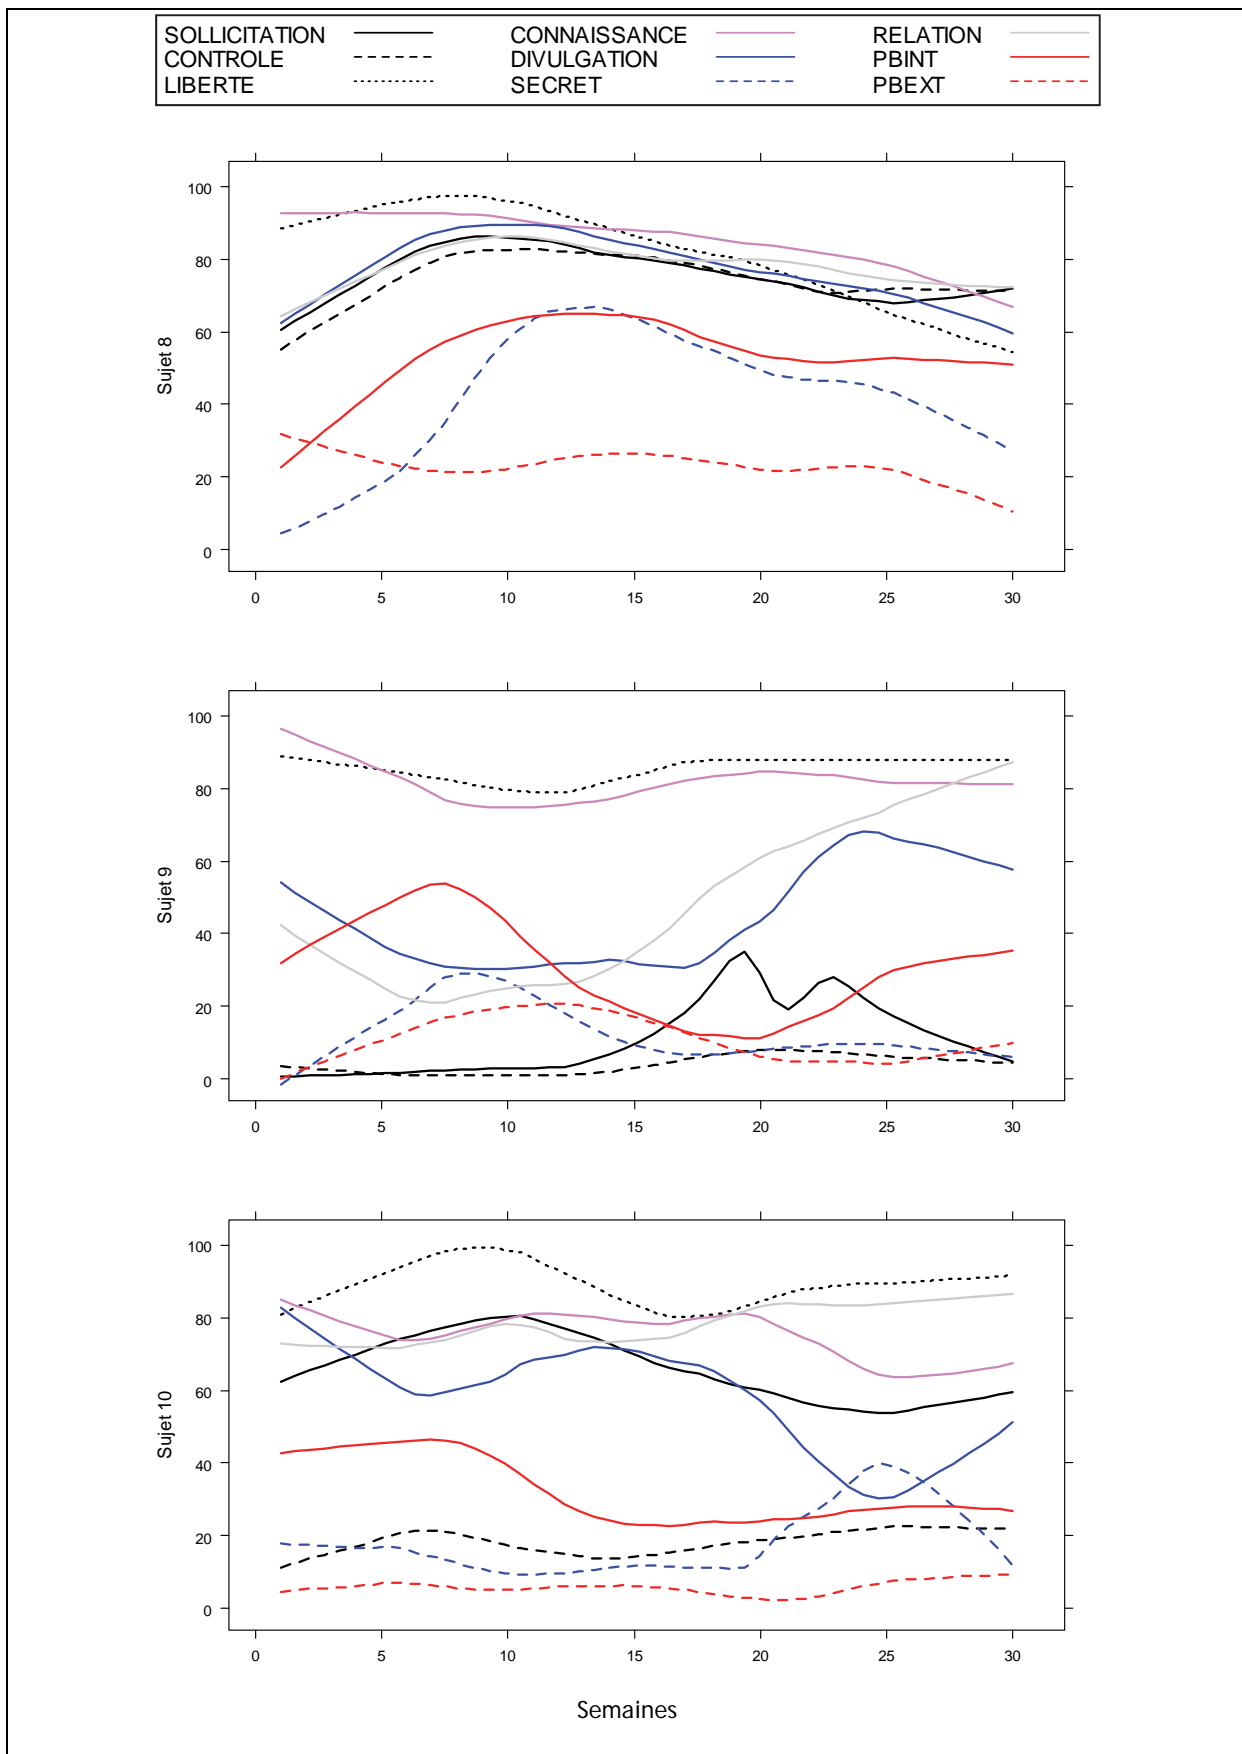 SOLLICITATION CONNAISSANCE RELATION
CONTROLE DIVULGATION PBINT
LIBERTE SECRET PBEXT
100
80
60
40
20
0
Sujet 8
0 5 10 15 20 25 30
100
80
60
40
20
0
Sujet 9
0 5 10 15 20 25 30
100
80
60
40
20
0
Sujet 10
0 5 10 15 20 25 30
Semaines